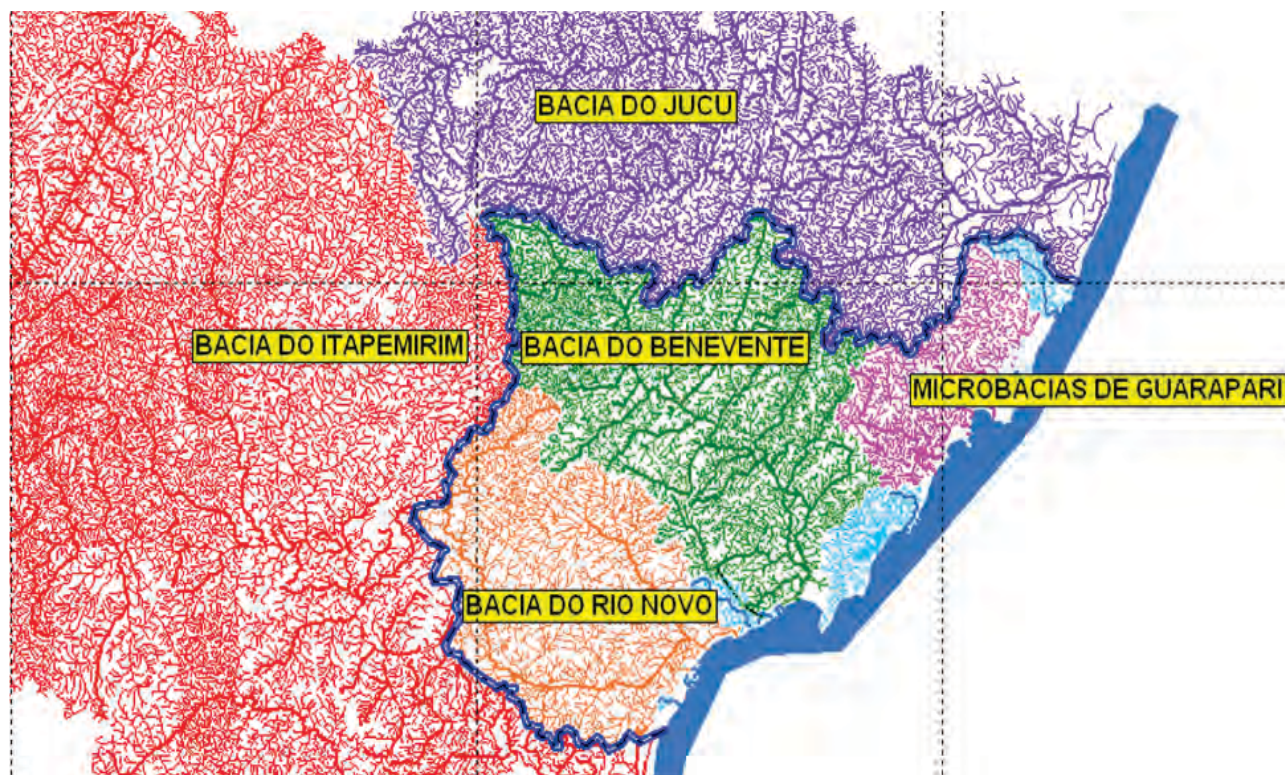 BACIA DO JUCU
BACIA DO ITAPEMIRIM
BACIA DO BENEVENTE
MICROBACIAS DE GUARAPARI
BACIA DO RIO NOVO